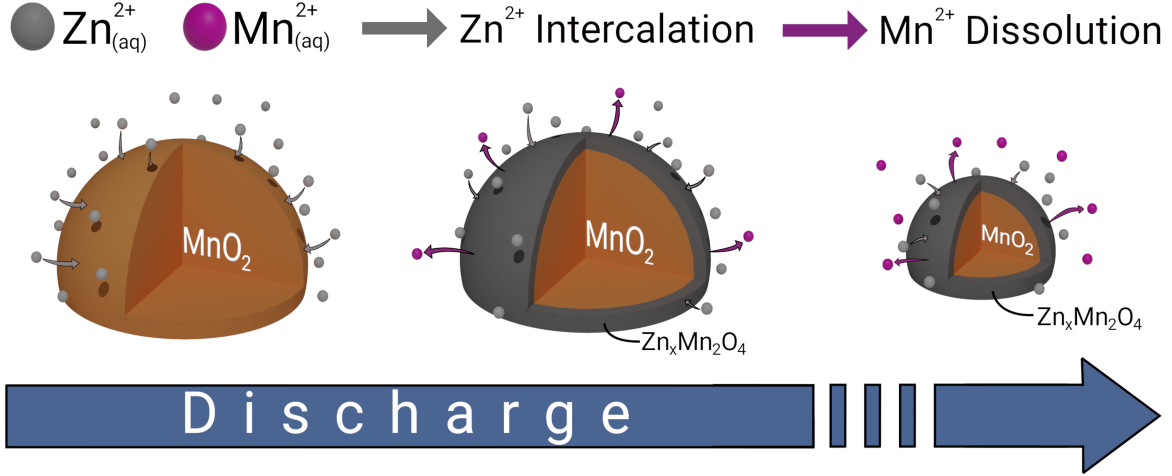 Zn²⁺(aq) Mn²⁺(aq) Zn²⁺ Intercalation Mn²⁺ Dissolution
MnO₂ MnO₂ MnO₂
ZnₓMn₂O₄ ZnₓMn₂O₄
Discharge